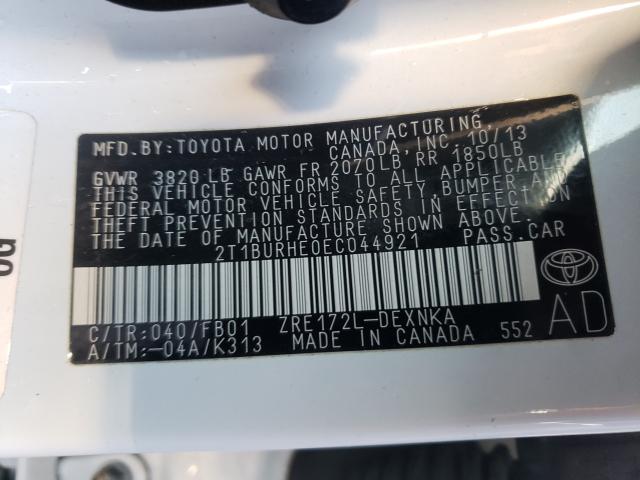 MFD.BY:TOYOTA MOTOR MANUFACTURING
CANADA, INC. 10/13
GVWR 3820 LB GAWR FR 2070LB, RR 1850LB
THIS VEHICLE CONFORMS TO ALL APPLICABLE
FEDERAL MOTOR VEHICLE SAFETY, BUMPER, AND
THEFT PREVENTION STANDARDS IN EFFECT ON
THE DATE OF MANUFACTURE SHOWN ABOVE.
2T1BURHE0EC044921 PASS.CAR
C/TR:040/FB01 ZRE172L-DEXNKA
A/TM:-04A/K313 MADE IN CANADA 552
AD